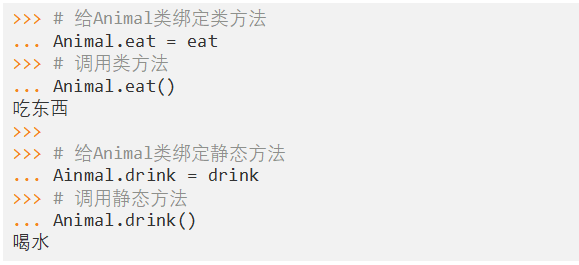 >>> # 给Animal类绑定类方法
... Animal.eat = eat
>>> # 调用类方法
... Animal.eat()
吃东西
>>>
>>> # 给Animal类绑定静态方法
... Ainmal.drink = drink
>>> # 调用静态方法
... Animal.drink()
喝水